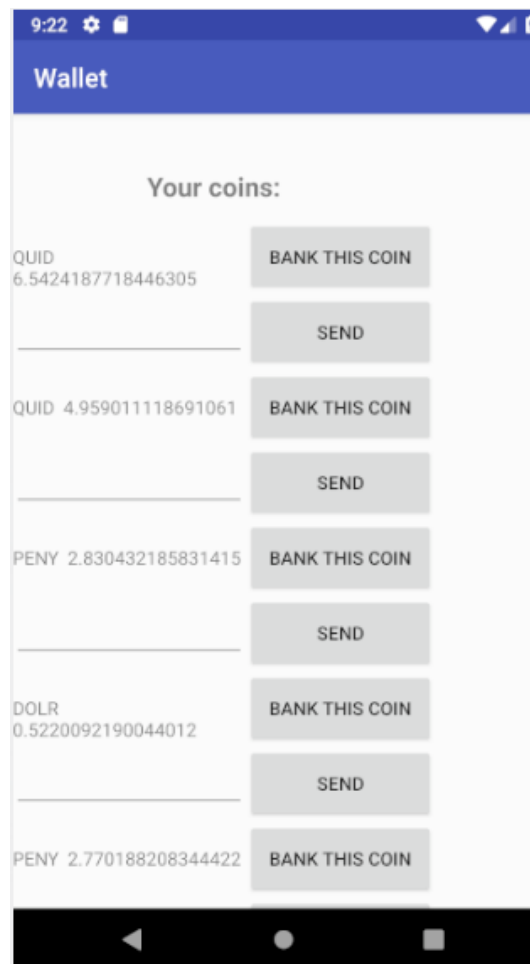 9:22
Wallet
Your coins:
QUID
6.5424187718446305
BANK THIS COIN
SEND
QUID 4.959011118691061
BANK THIS COIN
SEND
PENY 2.830432185831415
BANK THIS COIN
SEND
DOLR
0.5220092190044012
BANK THIS COIN
SEND
PENY 2.770188208344422
BANK THIS COIN